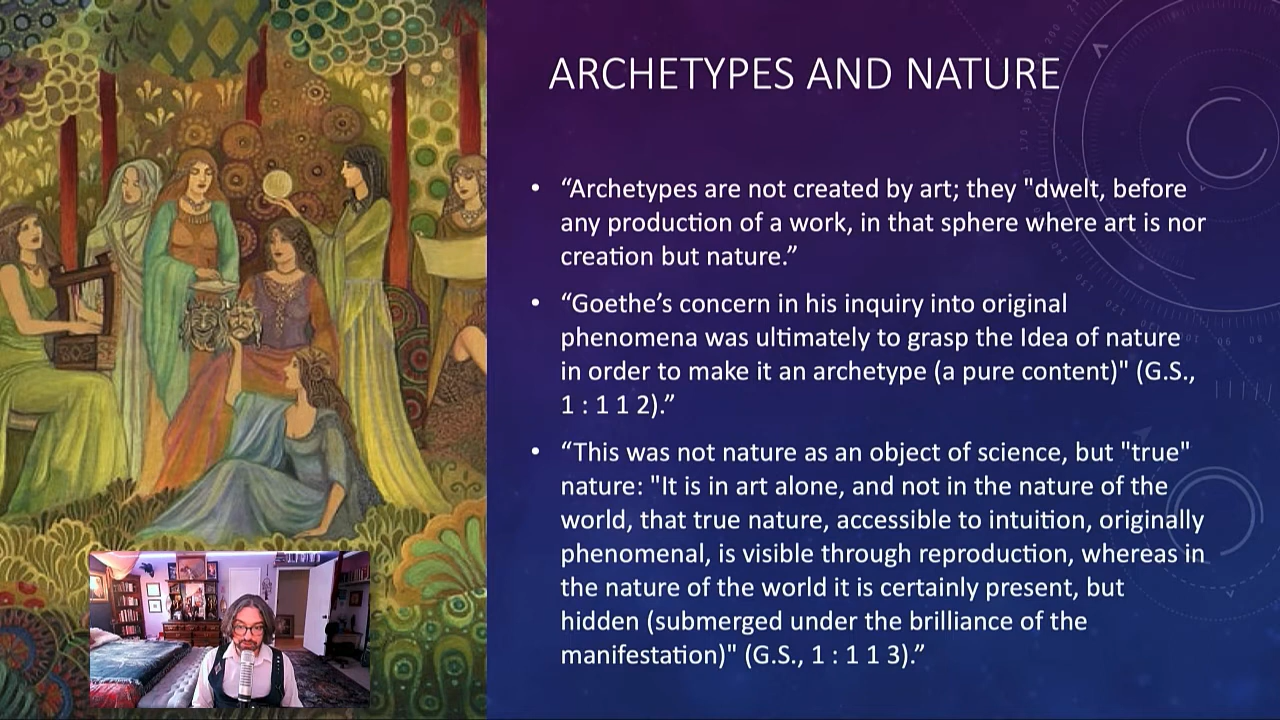 ARCHETYPES AND NATURE
• “Archetypes are not created by art; they "dwelt, before
any production of a work, in that sphere where art is nor
creation but nature.”
• “Goethe’s concern in his inquiry into original
phenomena was ultimately to grasp the Idea of nature
in order to make it an archetype (a pure content)" (G.S.,
1 : 1 1 2).”
• “This was not nature as an object of science, but "true"
nature: "It is in art alone, and not in the nature of the
world, that true nature, accessible to intuition, originally
phenomenal, is visible through reproduction, whereas in
the nature of the world it is certainly present, but
hidden (submerged under the brilliance of the
manifestation)" (G.S., 1 : 1 1 3).”